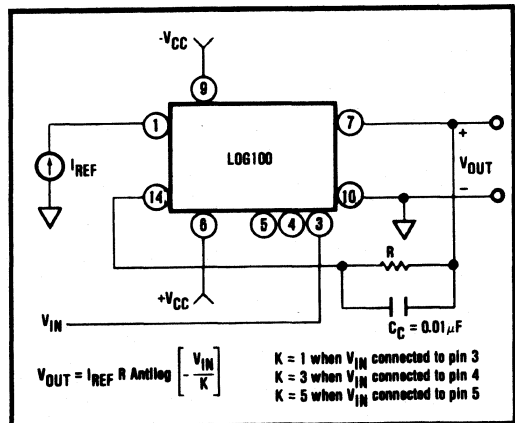 -VCC
9
1
7
+
LOG100
IREF
VOUT
14
10
-
6
5
4
3
R
+VCC
VIN
CC = 0.01μF
VOUT = IREF R Antilog [ - VIN / K ]
K = 1 when VIN connected to pin 3
K = 3 when VIN connected to pin 4
K = 5 when VIN connected to pin 5